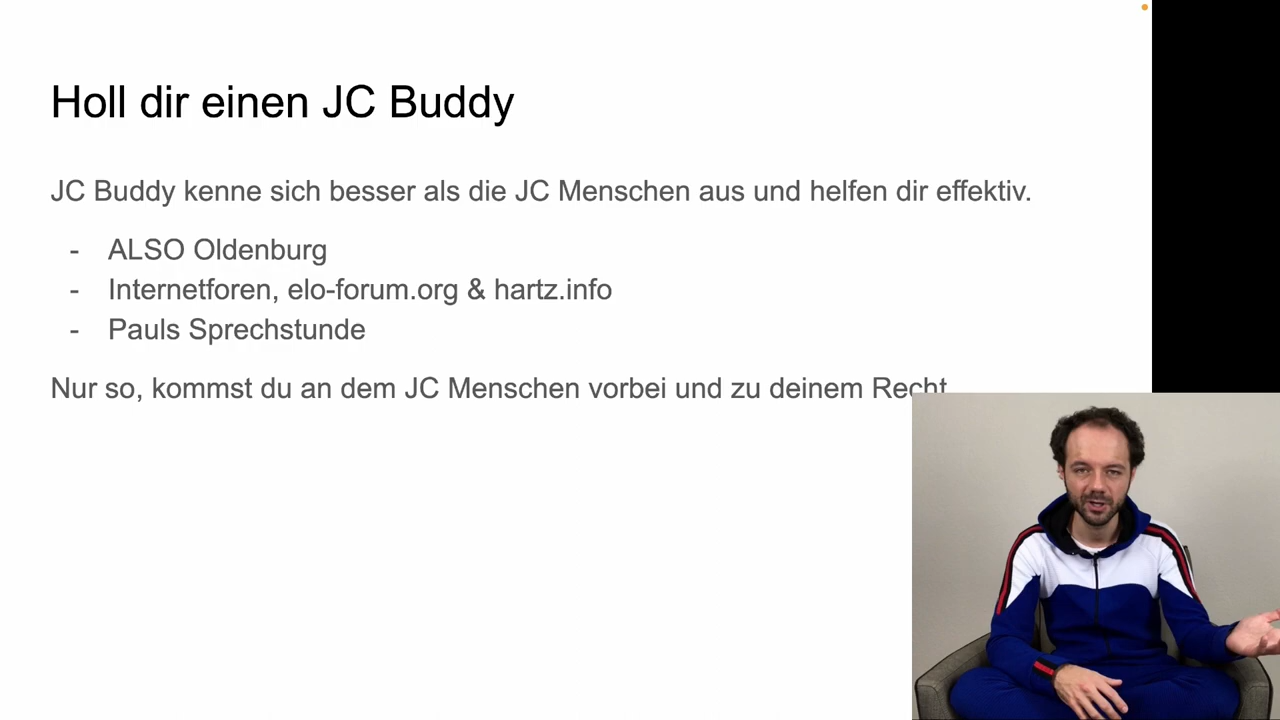 Holl dir einen JC Buddy
JC Buddy kenne sich besser als die JC Menschen aus und helfen dir effektiv.
- ALSO Oldenburg
- Internetforen, elo-forum.org & hartz.info
- Pauls Sprechstunde
Nur so, kommst du an dem JC Menschen vorbei und zu deinem Recht